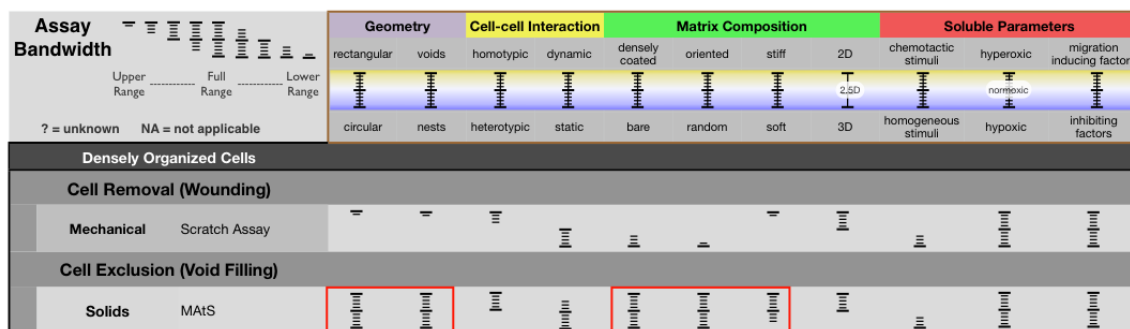 Assay Bandwidth
Upper Range Full Range Lower Range
? = unknown NA = not applicable
Geometry Cell-cell Interaction Matrix Composition Soluble Parameters
rectangular voids homotypic dynamic densely coated oriented stiff 2D chemotactic stimuli hyperoxic migration inducing factor
2.5D normoxic
circular nests heterotypic static bare random soft 3D homogeneous stimuli hypoxic inhibiting factors
Densely Organized Cells
Cell Removal (Wounding)
Mechanical Scratch Assay
Cell Exclusion (Void Filling)
Solids MAtS